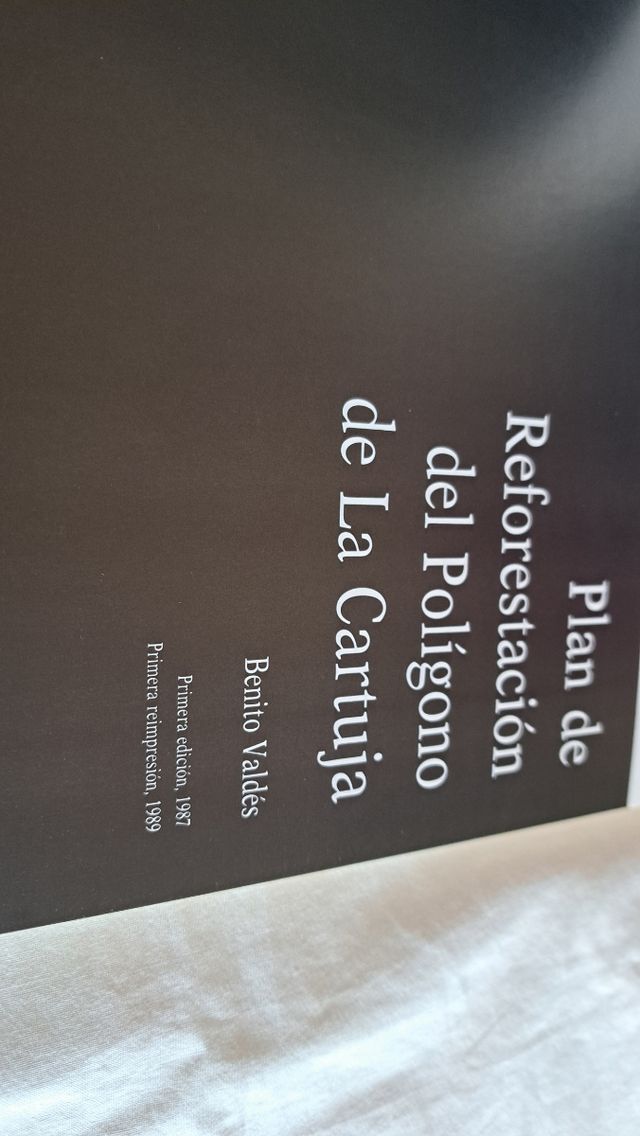 Plan de
Reforestación
del Polígono
de La Cartuja
Benito Valdés
Primera edición, 1987
Primera reimpresión, 1989